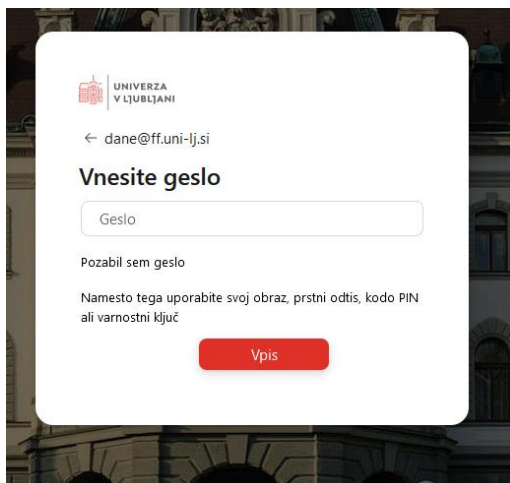 UNIVERZA
V LJUBLJANI
← dane@ff.uni-lj.si
Vnesite geslo
Geslo
Pozabil sem geslo
Namesto tega uporabite svoj obraz, prstni odtis, kodo PIN
ali varnostni ključ
Vpis